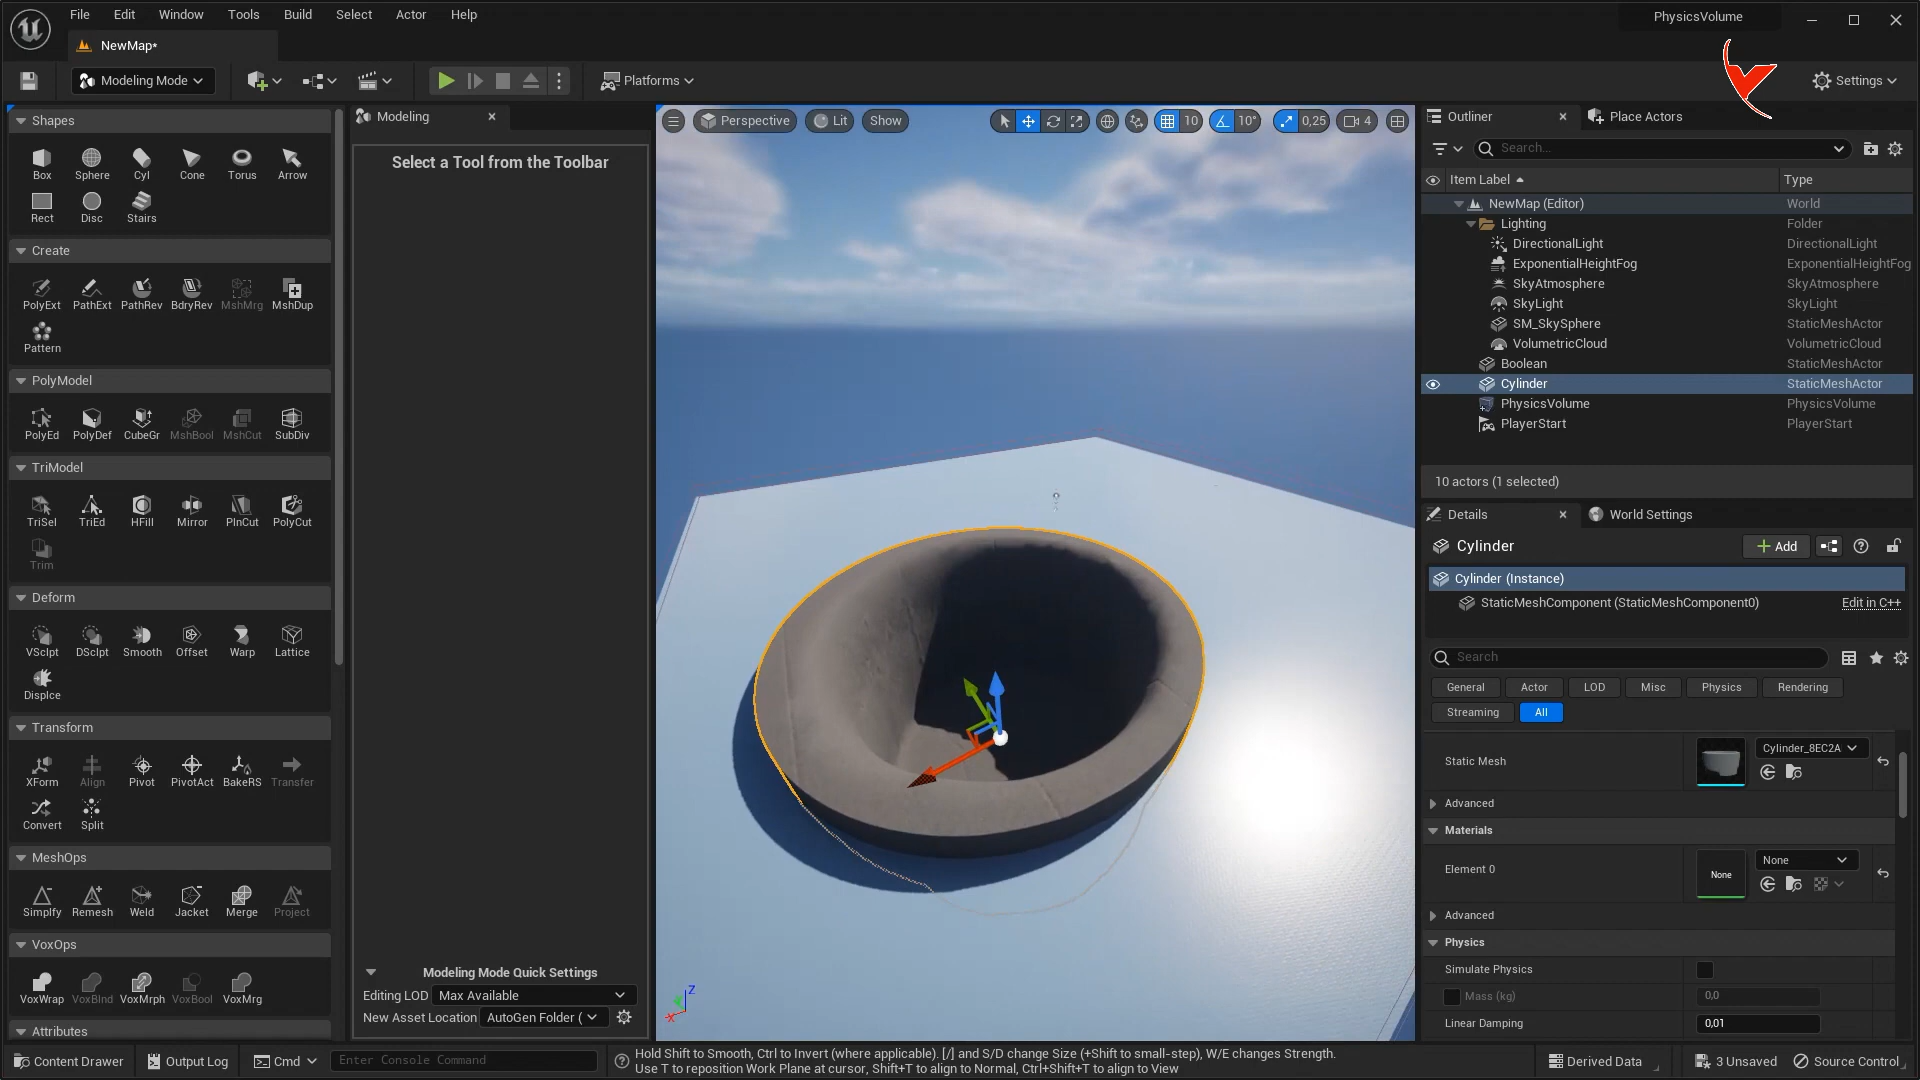 File Edit Window Tools Build Select Actor Help
PhysicsVolume
NewMap*
Modeling Mode
Platforms
Settings
Shapes
Box Sphere Cyl Cone Torus Arrow
Rect Disc Stairs
Create
PolyExt PathExt PathRev BdryRev MshMrg MshDup
Pattern
PolyModel
PolyEd PolyDef CubeGr MshBool MshCut SubDiv
TriModel
TriSel TriEd HFill Mirror PlnCut PolyCut
Trim
Deform
VSclpt DSclpt Smooth Offset Warp Lattice
Displce
Transform
XForm Align Pivot PivotAct BakeRS Transfer
Convert Split
MeshOps
Simplfy Remesh Weld Jacket Merge Project
VoxOps
VoxWrap VoxBlnd VoxMrph VoxBool VoxMrg
Attributes
Modeling
Select a Tool from the Toolbar
Modeling Mode Quick Settings
Editing LOD Max Available
New Asset Location AutoGen Folder (
Perspective Lit Show
10 10° 0,25 4
Z
X
Outliner Place Actors
Search...
Item Label Type
NewMap (Editor) World
Lighting Folder
DirectionalLight DirectionalLight
ExponentialHeightFog ExponentialHeightFog
SkyAtmosphere SkyAtmosphere
SkyLight SkyLight
SM_SkySphere StaticMeshActor
VolumetricCloud VolumetricCloud
Boolean StaticMeshActor
Cylinder StaticMeshActor
PhysicsVolume PhysicsVolume
PlayerStart PlayerStart
10 actors (1 selected)
Details World Settings
Cylinder
Add
Cylinder (Instance)
StaticMeshComponent (StaticMeshComponent0) Edit in C++
Search
General Actor LOD Misc Physics Rendering
Streaming All
Static Mesh Cylinder_8EC2A
Advanced
Materials
Element 0 None None
Advanced
Physics
Simulate Physics
Mass (kg) 0,0
Linear Damping 0,01
Content Drawer Output Log Cmd Enter Console Command
Hold Shift to Smooth, Ctrl to Invert (where applicable). [/] and S/D change Size (+Shift to small-step), W/E changes Strength.
Use T to reposition Work Plane at cursor, Shift+T to align to Normal, Ctrl+Shift+T to align to View
Derived Data 3 Unsaved Source Control